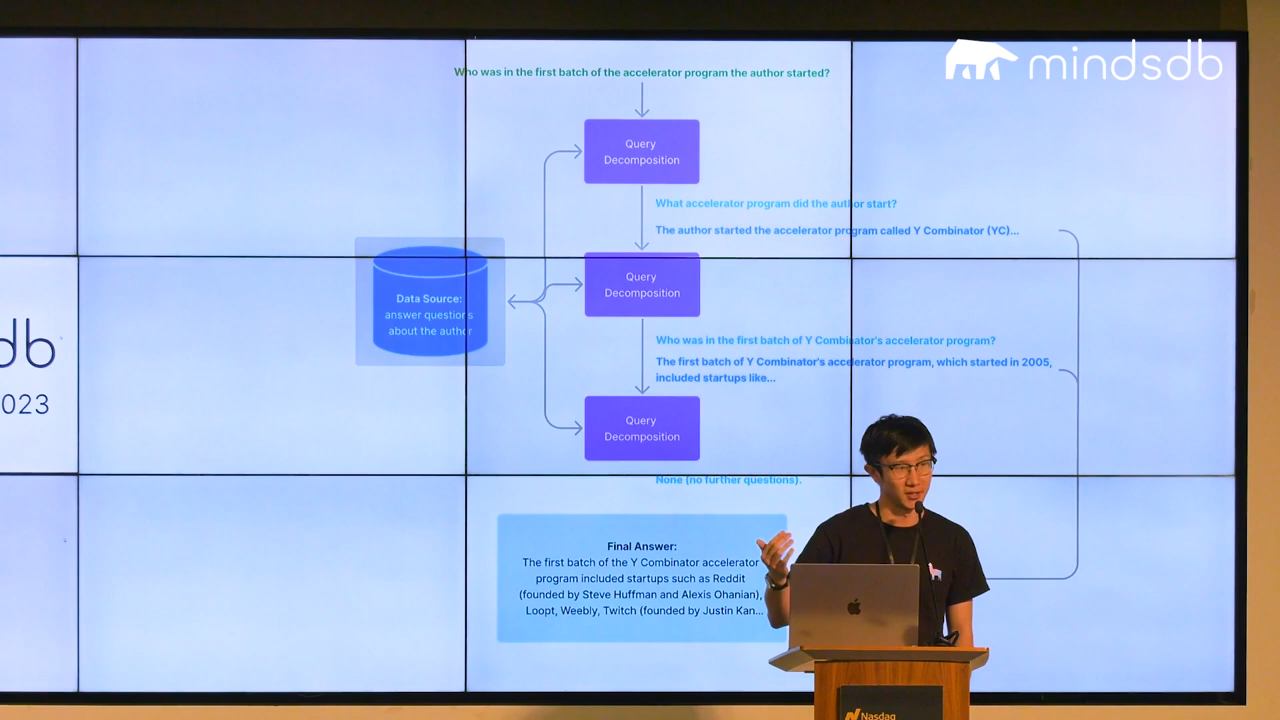 mindsdb
Who was in the first batch of the accelerator program the author started?
Query
Decomposition
What accelerator program did the author start?
The author started the accelerator program called Y Combinator (YC)...
Data Source:
answer questions
about the author
Query
Decomposition
Who was in the first batch of Y Combinator's accelerator program?
The first batch of Y Combinator's accelerator program, which started in 2005,
included startups like...
db
023
Query
Decomposition
None (no further questions).
Final Answer:
The first batch of the Y Combinator accelerator
program included startups such as Reddit
(founded by Steve Huffman and Alexis Ohanian),
Loopt, Weebly, Twitch (founded by Justin Kan...
Nasdaq